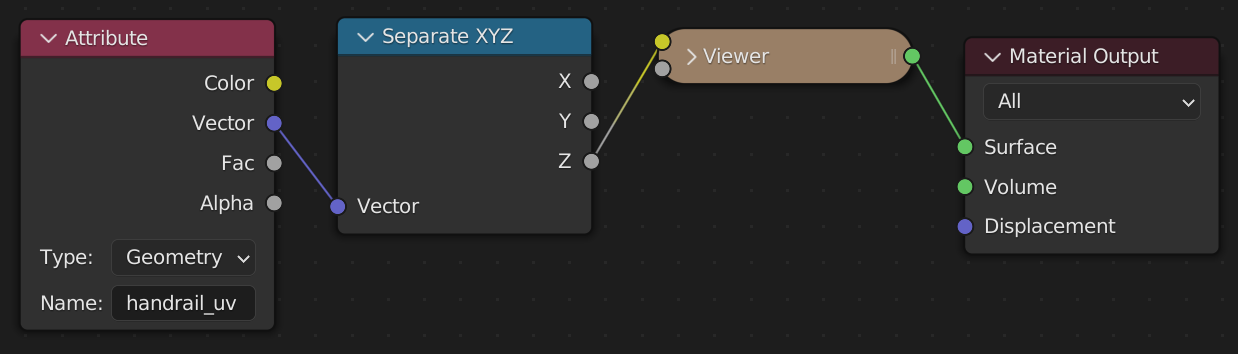 Attribute
Color
Vector
Fac
Alpha
Type: Geometry
Name: handrail_uv
Separate XYZ
X
Y
Z
Vector
Viewer
Material Output
All
Surface
Volume
Displacement